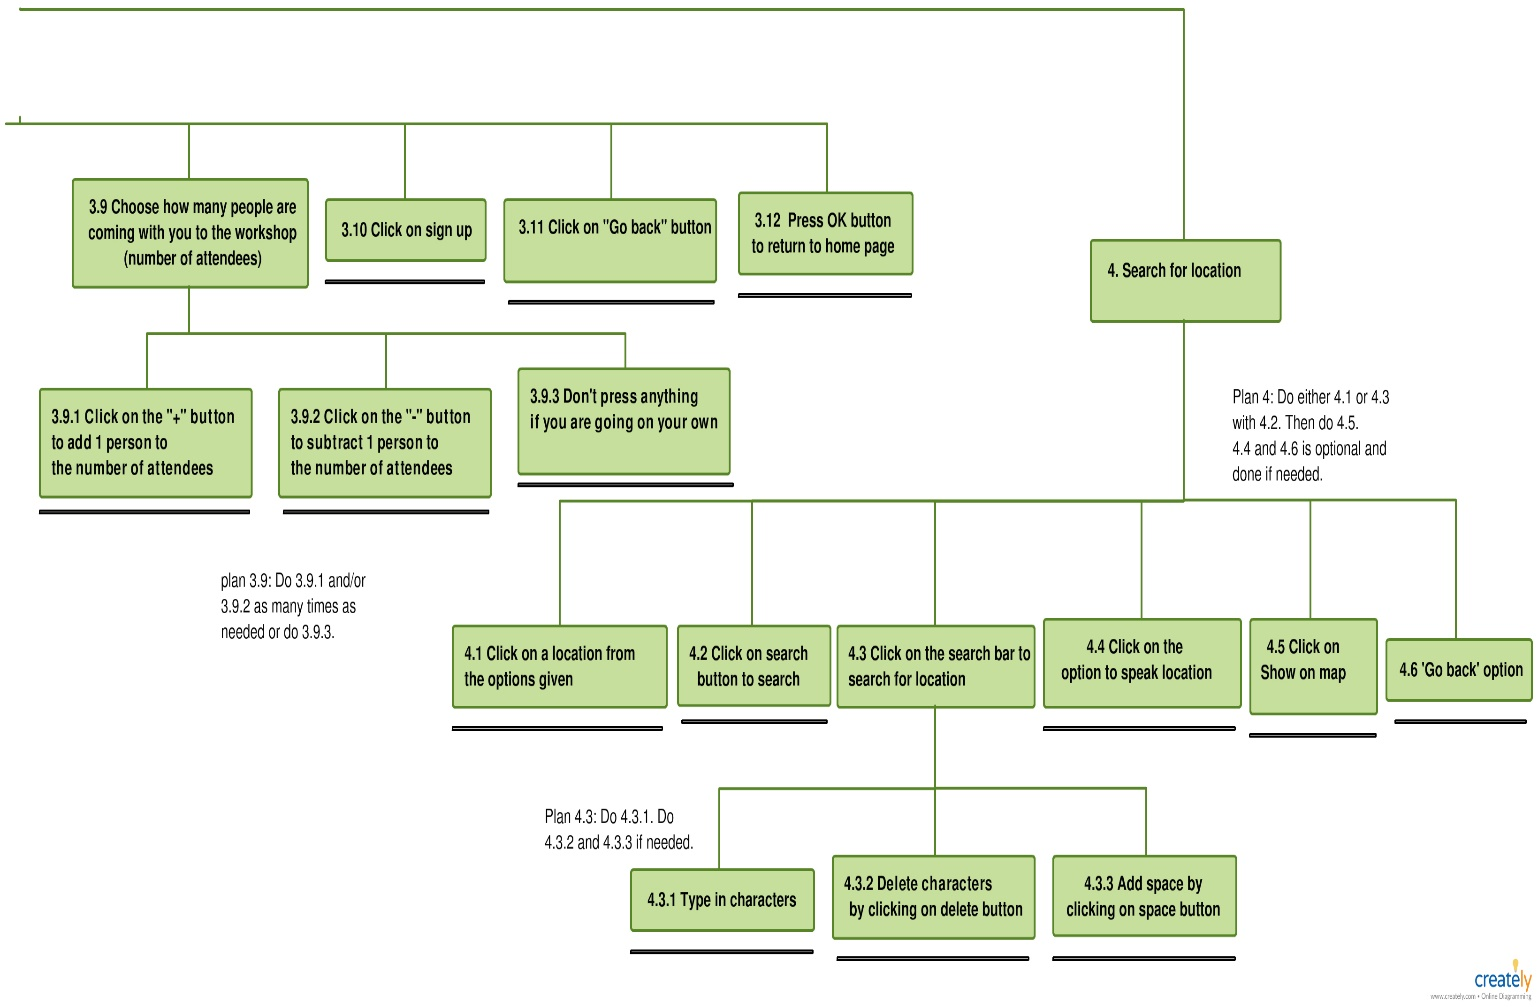 3.9 Choose how many people are
coming with you to the workshop
(number of attendees)
3.10 Click on sign up
3.11 Click on "Go back" button
3.12 Press OK button
to return to home page
4. Search for location
3.9.1 Click on the "+" button
to add 1 person to
the number of attendees
3.9.2 Click on the "-" button
to subtract 1 person to
the number of attendees
3.9.3 Don't press anything
if you are going on your own
Plan 4: Do either 4.1 or 4.3
with 4.2. Then do 4.5.
4.4 and 4.6 is optional and
done if needed.
plan 3.9: Do 3.9.1 and/or
3.9.2 as many times as
needed or do 3.9.3.
4.1 Click on a location from
the options given
4.2 Click on search
button to search
4.3 Click on the search bar to
search for location
4.4 Click on the
option to speak location
4.5 Click on
Show on map
4.6 'Go back' option
Plan 4.3: Do 4.3.1. Do
4.3.2 and 4.3.3 if needed.
4.3.1 Type in characters
4.3.2 Delete characters
by clicking on delete button
4.3.3 Add space by
clicking on space button
creately
www.creately.com • Online Diagramming